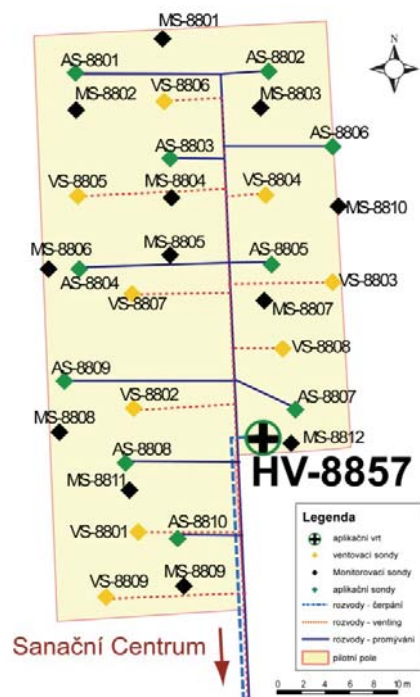 MS-8801
N
AS-8801
AS-8802
VS-8806
MS-8802
MS-8803
AS-8806
AS-8803
VS-8805
MS-8804
VS-8804
MS-8810
MS-8805
MS-8806
AS-8805
AS-8804
VS-8803
VS-8807
MS-8807
VS-8808
AS-8809
VS-8802
AS-8807
MS-8808
MS-8812
AS-8808
HV-8857
MS-8811
VS-8801
AS-8810
VS-8809
MS-8809
Sanační Centrum
Legenda
aplikační vrt
ventovací sondy
Monitorovací sondy
aplikační sondy
rozvody - čerpání
rozvody - venting
rozvody - promývání
pilotní pole
0 2 4 6 8 10 m